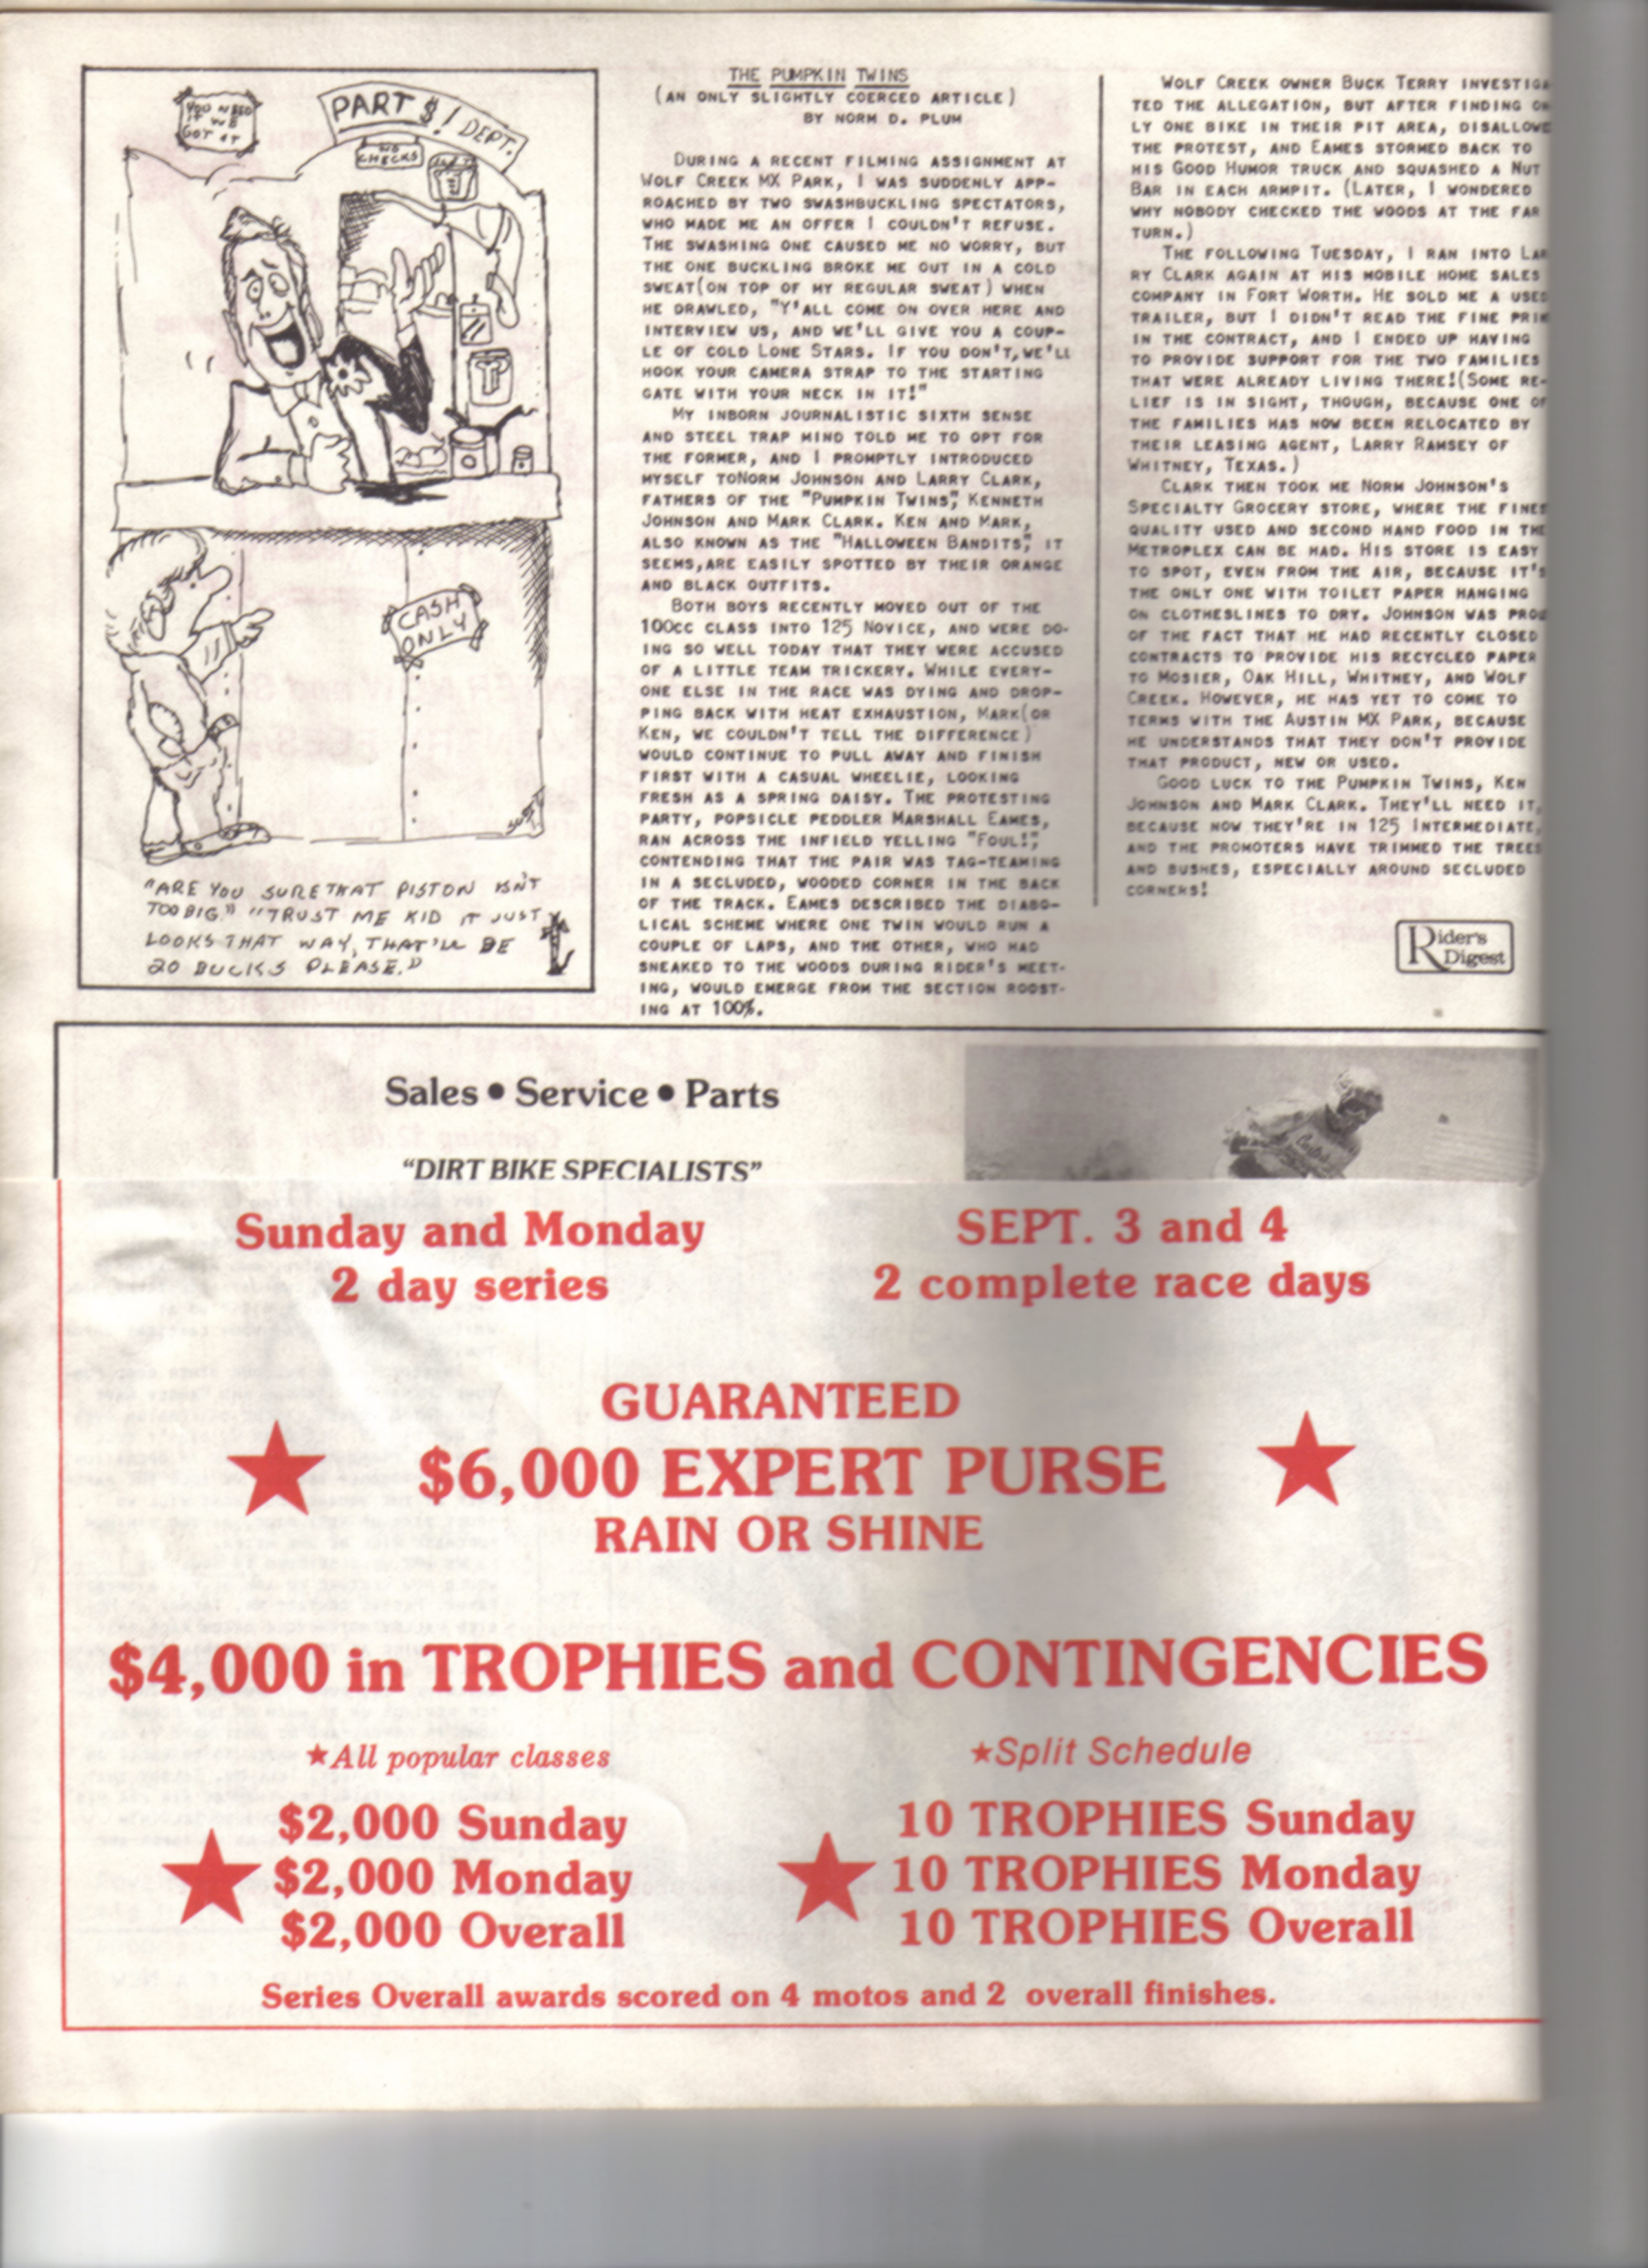 YOU NEED
IT WE
GOT IT
PART $!
DEPT.
NO
CHECKS
CASH
ONLY
"ARE YOU SURE THAT PISTON ISN'T
TOO BIG." "TRUST ME KID IT JUST
LOOKS THAT WAY, THAT'LL BE
20 BUCKS PLEASE."
THE PUMPKIN TWINS
(AN ONLY SLIGHTLY COERCED ARTICLE)
BY NORM D. PLUM
DURING A RECENT FILMING ASSIGNMENT AT
WOLF CREEK MX PARK, I WAS SUDDENLY APP-
ROACHED BY TWO SWASHBUCKLING SPECTATORS,
WHO MADE ME AN OFFER I COULDN'T REFUSE.
THE SWASHING ONE CAUSED ME NO WORRY, BUT
THE ONE BUCKLING BROKE ME OUT IN A COLD
SWEAT(ON TOP OF MY REGULAR SWEAT) WHEN
HE DRAWLED, "Y'ALL COME ON OVER HERE AND
INTERVIEW US, AND WE'LL GIVE YOU A COUP-
LE OF COLD LONE STARS. IF YOU DON'T,WE'LL
HOOK YOUR CAMERA STRAP TO THE STARTING
GATE WITH YOUR NECK IN IT!"
MY INBORN JOURNALISTIC SIXTH SENSE
AND STEEL TRAP MIND TOLD ME TO OPT FOR
THE FORMER, AND I PROMPTLY INTRODUCED
MYSELF TONORM JOHNSON AND LARRY CLARK,
FATHERS OF THE "PUMPKIN TWINS", KENNETH
JOHNSON AND MARK CLARK. KEN AND MARK,
ALSO KNOWN AS THE "HALLOWEEN BANDITS", IT
SEEMS,ARE EASILY SPOTTED BY THEIR ORANGE
AND BLACK OUTFITS.
BOTH BOYS RECENTLY MOVED OUT OF THE
100CC CLASS INTO 125 NOVICE, AND WERE DO-
ING SO WELL TODAY THAT THEY WERE ACCUSED
OF A LITTLE TEAM TRICKERY. WHILE EVERY-
ONE ELSE IN THE RACE WAS DYING AND DROP-
PING BACK WITH HEAT EXHAUSTION, MARK(OR
KEN, WE COULDN'T TELL THE DIFFERENCE)
WOULD CONTINUE TO PULL AWAY AND FINISH
FIRST WITH A CASUAL WHEELIE, LOOKING
FRESH AS A SPRING DAISY. THE PROTESTING
PARTY, POPSICLE PEDDLER MARSHALL EAMES,
RAN ACROSS THE INFIELD YELLING "FOUL!",
CONTENDING THAT THE PAIR WAS TAG-TEAMING
IN A SECLUDED, WOODED CORNER IN THE BACK
OF THE TRACK. EAMES DESCRIBED THE DIABO-
LICAL SCHEME WHERE ONE TWIN WOULD RUN A
COUPLE OF LAPS, AND THE OTHER, WHO HAD
SNEAKED TO THE WOODS DURING RIDER'S MEET-
ING, WOULD EMERGE FROM THE SECTION ROOST-
ING AT 100%.
WOLF CREEK OWNER BUCK TERRY INVESTIGA
TED THE ALLEGATION, BUT AFTER FINDING ON
LY ONE BIKE IN THEIR PIT AREA, DISALLOWE
THE PROTEST, AND EAMES STORMED BACK TO
HIS GOOD HUMOR TRUCK AND SQUASHED A NUT
BAR IN EACH ARMPIT. (LATER, I WONDERED
WHY NOBODY CHECKED THE WOODS AT THE FAR
TURN.)
THE FOLLOWING TUESDAY, I RAN INTO LAR
RY CLARK AGAIN AT HIS MOBILE HOME SALES
COMPANY IN FORT WORTH. HE SOLD ME A USED
TRAILER, BUT I DIDN'T READ THE FINE PRIN
IN THE CONTRACT, AND I ENDED UP HAVING
TO PROVIDE SUPPORT FOR THE TWO FAMILIES
THAT WERE ALREADY LIVING THERE!(SOME RE-
LIEF IS IN SIGHT, THOUGH, BECAUSE ONE OF
THE FAMILIES HAS NOW BEEN RELOCATED BY
THEIR LEASING AGENT, LARRY RAMSEY OF
WHITNEY, TEXAS.)
CLARK THEN TOOK ME NORM JOHNSON'S
SPECIALTY GROCERY STORE, WHERE THE FINES
QUALITY USED AND SECOND HAND FOOD IN THE
METROPLEX CAN BE HAD. HIS STORE IS EASY
TO SPOT, EVEN FROM THE AIR, BECAUSE IT'S
THE ONLY ONE WITH TOILET PAPER HANGING
ON CLOTHESLINES TO DRY. JOHNSON WAS PROU
OF THE FACT THAT HE HAD RECENTLY CLOSED
CONTRACTS TO PROVIDE HIS RECYCLED PAPER
TO MOSIER, OAK HILL, WHITNEY, AND WOLF
CREEK. HOWEVER, HE HAS YET TO COME TO
TERMS WITH THE AUSTIN MX PARK, BECAUSE
HE UNDERSTANDS THAT THEY DON'T PROVIDE
THAT PRODUCT, NEW OR USED.
GOOD LUCK TO THE PUMPKIN TWINS, KEN
JOHNSON AND MARK CLARK. THEY'LL NEED IT,
BECAUSE NOW THEY'RE IN 125 INTERMEDIATE,
AND THE PROMOTERS HAVE TRIMMED THE TREES
AND BUSHES, ESPECIALLY AROUND SECLUDED
CORNERS!
Rider's
Digest
Sales • Service • Parts
"DIRT BIKE SPECIALISTS"
Sunday and Monday
2 day series
SEPT. 3 and 4
2 complete race days
GUARANTEED
$6,000 EXPERT PURSE
RAIN OR SHINE
$4,000 in TROPHIES and CONTINGENCIES
★All popular classes
★Split Schedule
$2,000 Sunday
$2,000 Monday
$2,000 Overall
10 TROPHIES Sunday
10 TROPHIES Monday
10 TROPHIES Overall
Series Overall awards scored on 4 motos and 2 overall finishes.